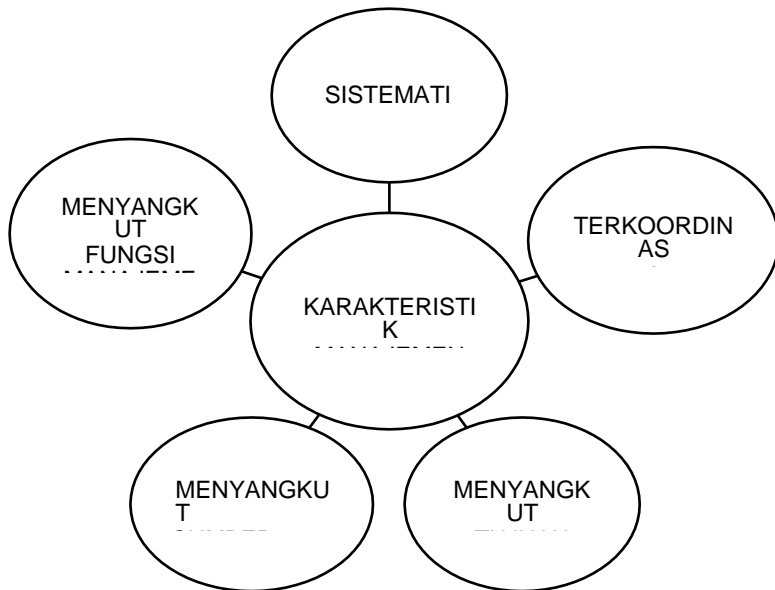 SISTEMATI
MENYANGK
UT
FUNGSI
TERKOORDIN
AS
KARAKTERISTI
K
MENYANGKU
T
MENYANGK
UT